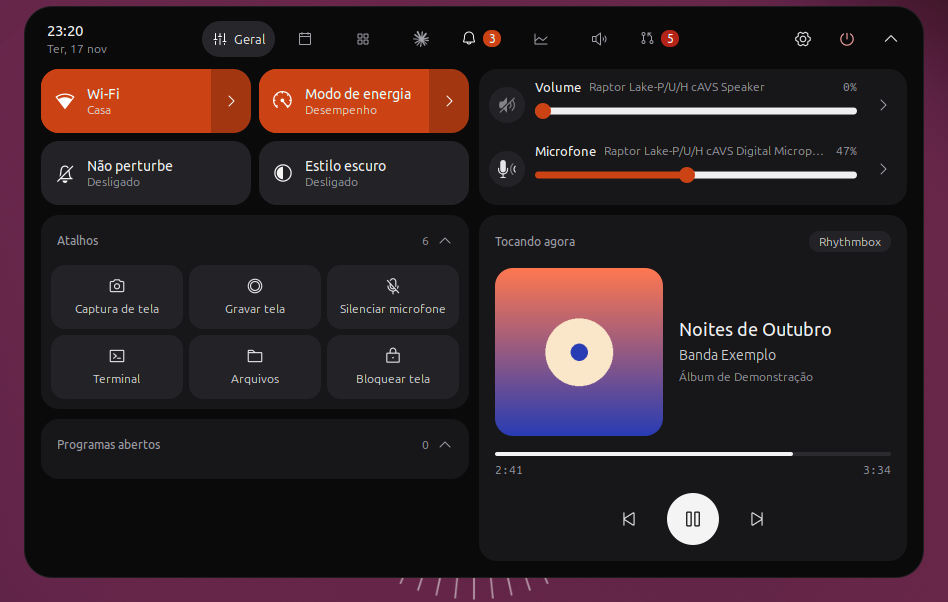 23:20
Ter, 17 nov
Geral
3
5
Wi-Fi
Casa
Modo de energia
Desempenho
Não perturbe
Desligado
Estilo escuro
Desligado
Volume Raptor Lake-P/U/H cAVS Speaker 0%
Microfone Raptor Lake-P/U/H cAVS Digital Microp... 47%
Atalhos 6
Captura de tela
Gravar tela
Silenciar microfone
Terminal
Arquivos
Bloquear tela
Programas abertos 0
Tocando agora Rhythmbox
Noites de Outubro
Banda Exemplo
Álbum de Demonstração
2:41 3:34